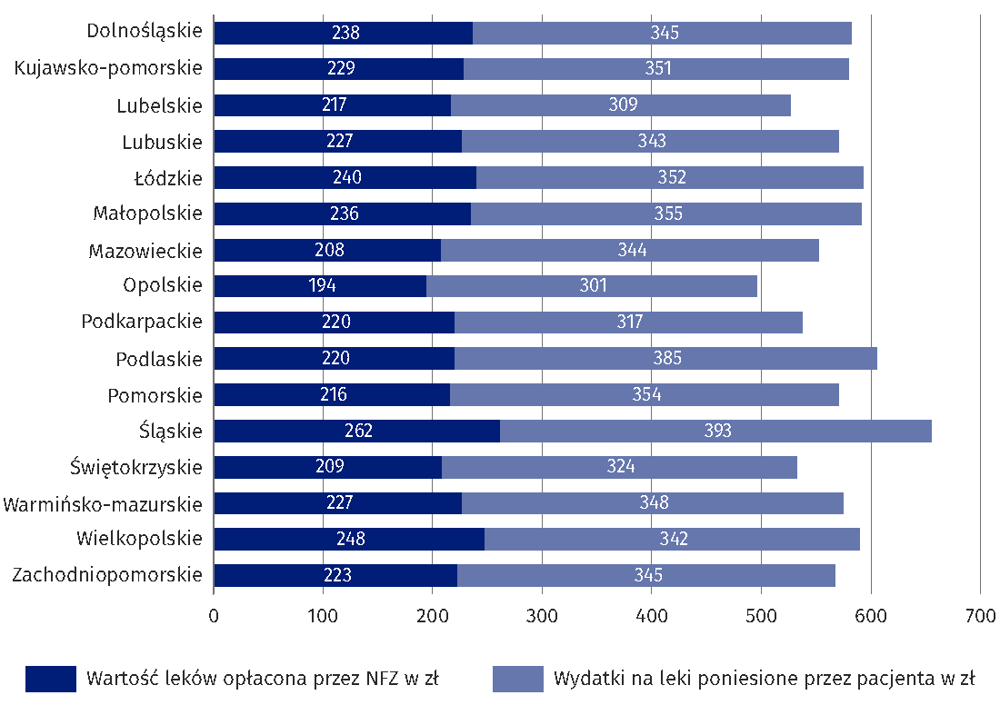 Dolnośląskie 238 345
Kujawsko-pomorskie 229 351
Lubelskie 217 309
Lubuskie 227 343
Łódzkie 240 352
Małopolskie 236 355
Mazowieckie 208 344
Opolskie 194 301
Podkarpackie 220 317
Podlaskie 220 385
Pomorskie 216 354
Śląskie 262 393
Świętokrzyskie 209 324
Warmińsko-mazurskie 227 348
Wielkopolskie 248 342
Zachodniopomorskie 223 345
0 100 200 300 400 500 600 700
Wartość leków opłacona przez NFZ w zł Wydatki na leki poniesione przez pacjenta w zł